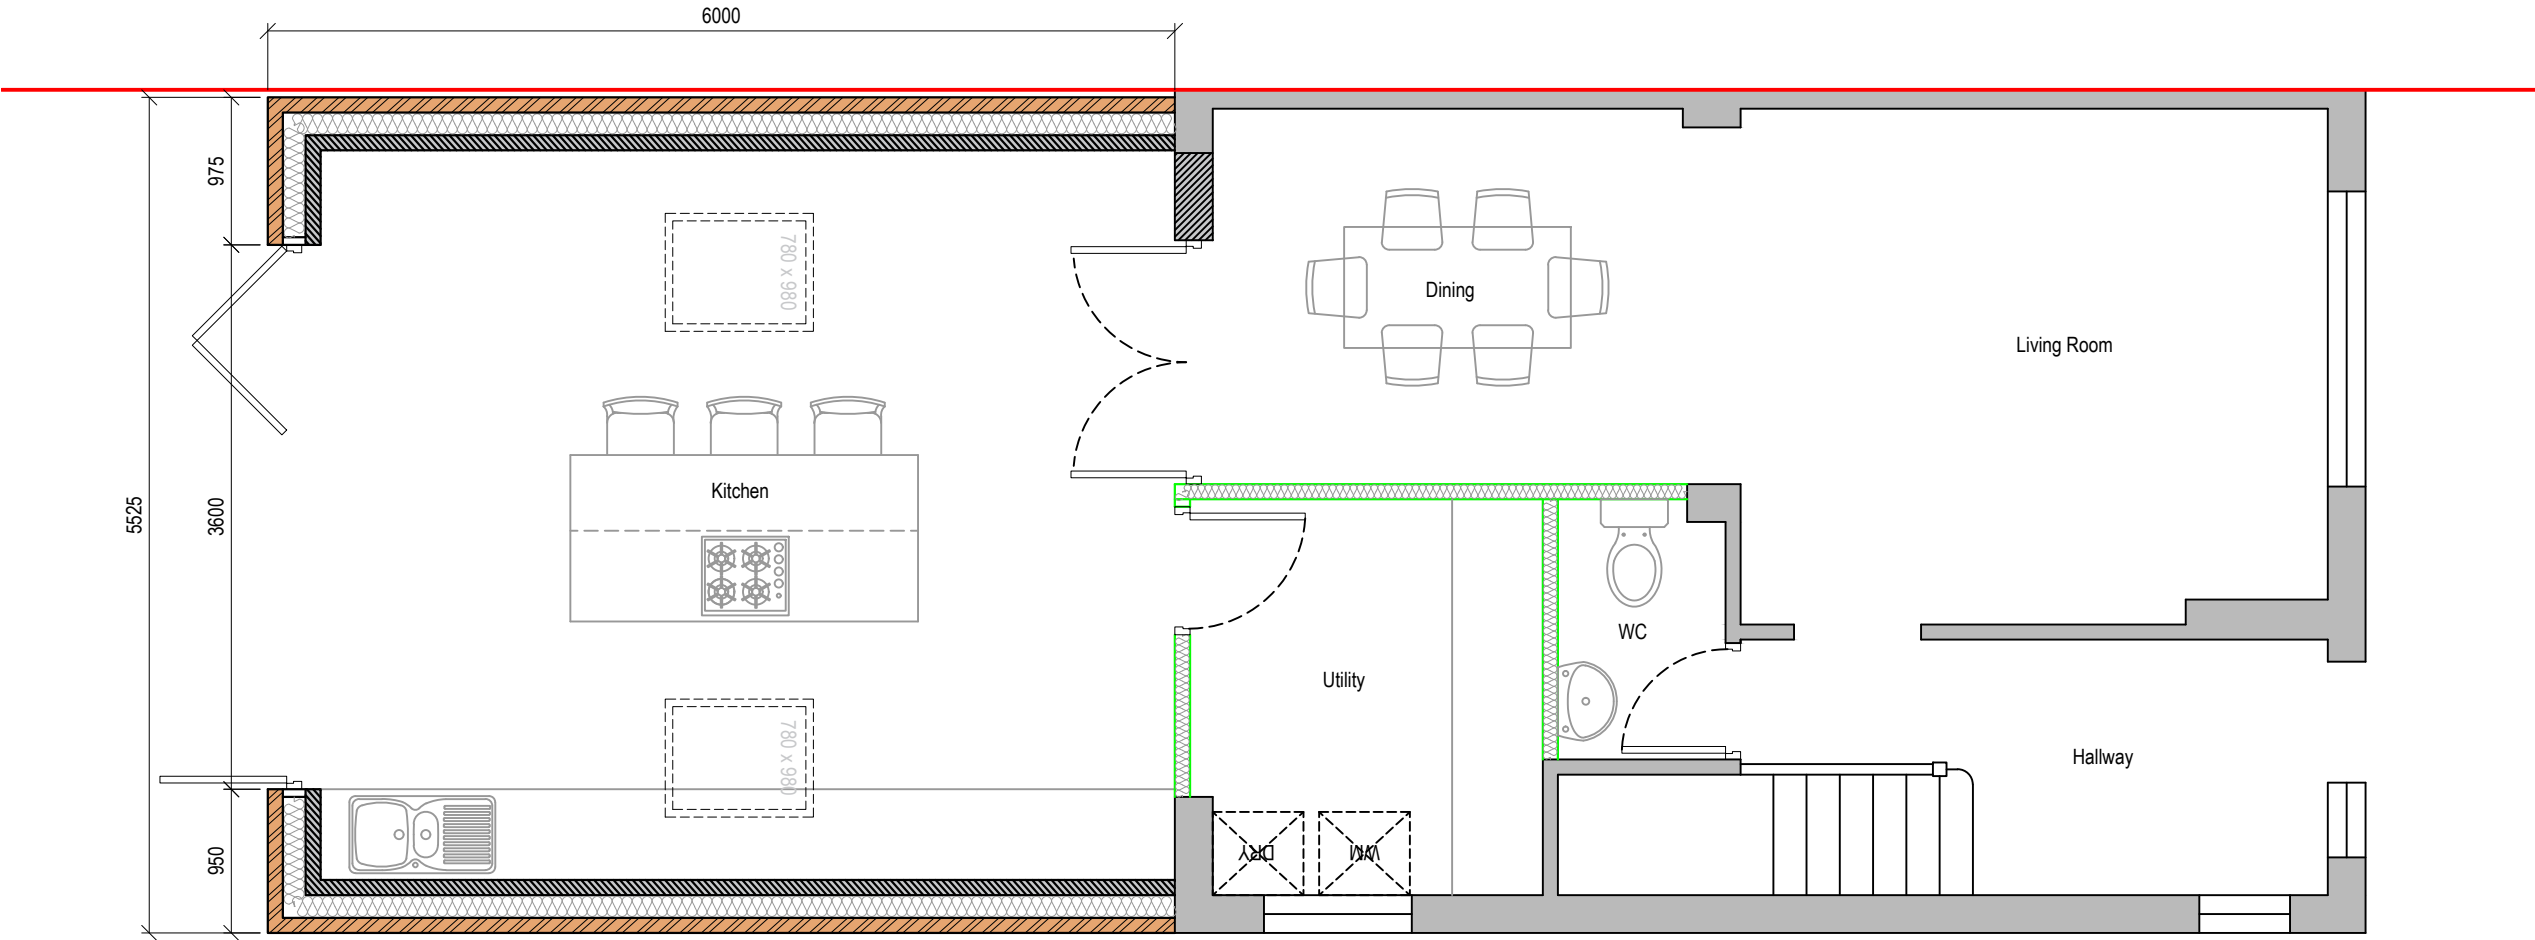 6000
975
780 x 980
Dining
Living Room
Kitchen
5525
3600
WC
Utility
780 x 980
Hallway
950
DRY
WM